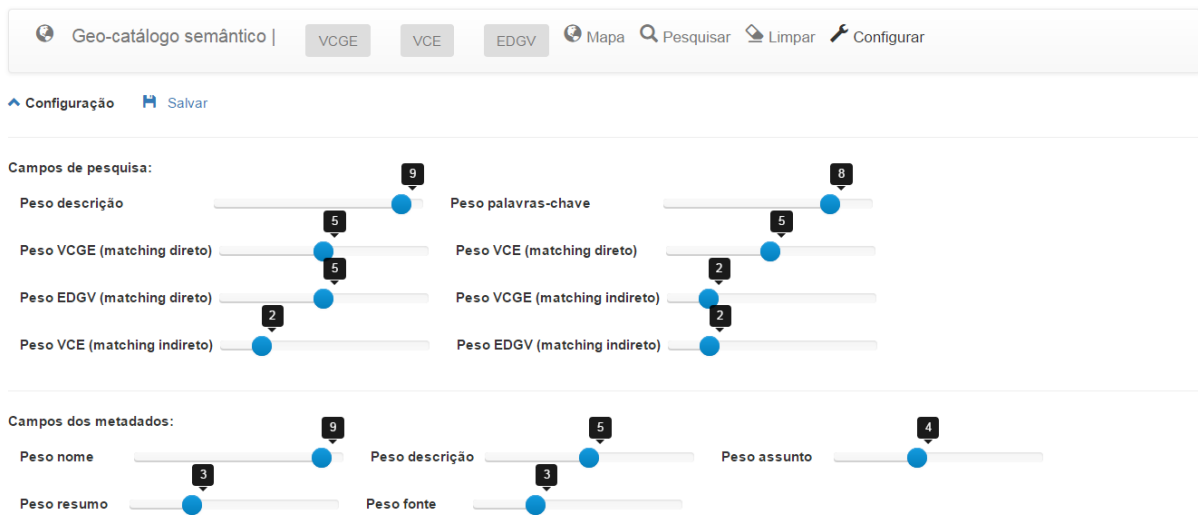 Geo-catálogo semântico | VCGE VCE EDGV Mapa Pesquisar Limpar Configurar
Configuração Salvar
Campos de pesquisa:
9 8
Peso descrição Peso palavras-chave
5 5
Peso VCGE (matching direto) Peso VCE (matching direto)
5 2
Peso EDGV (matching direto) Peso VCGE (matching indireto)
2 2
Peso VCE (matching indireto) Peso EDGV (matching indireto)
Campos dos metadados:
9 5 4
Peso nome Peso descrição Peso assunto
3 3
Peso resumo Peso fonte